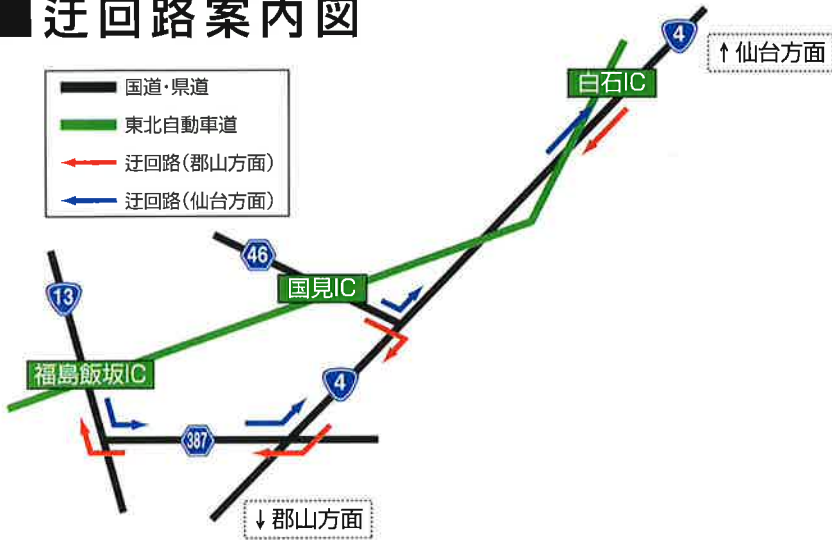 ■迂回路案内図
国道・県道
東北自動車道
迂回路(郡山方面)
迂回路(仙台方面)
4
↑仙台方面
白石IC
46
国見IC
13
福島飯坂IC
4
387
↓郡山方面